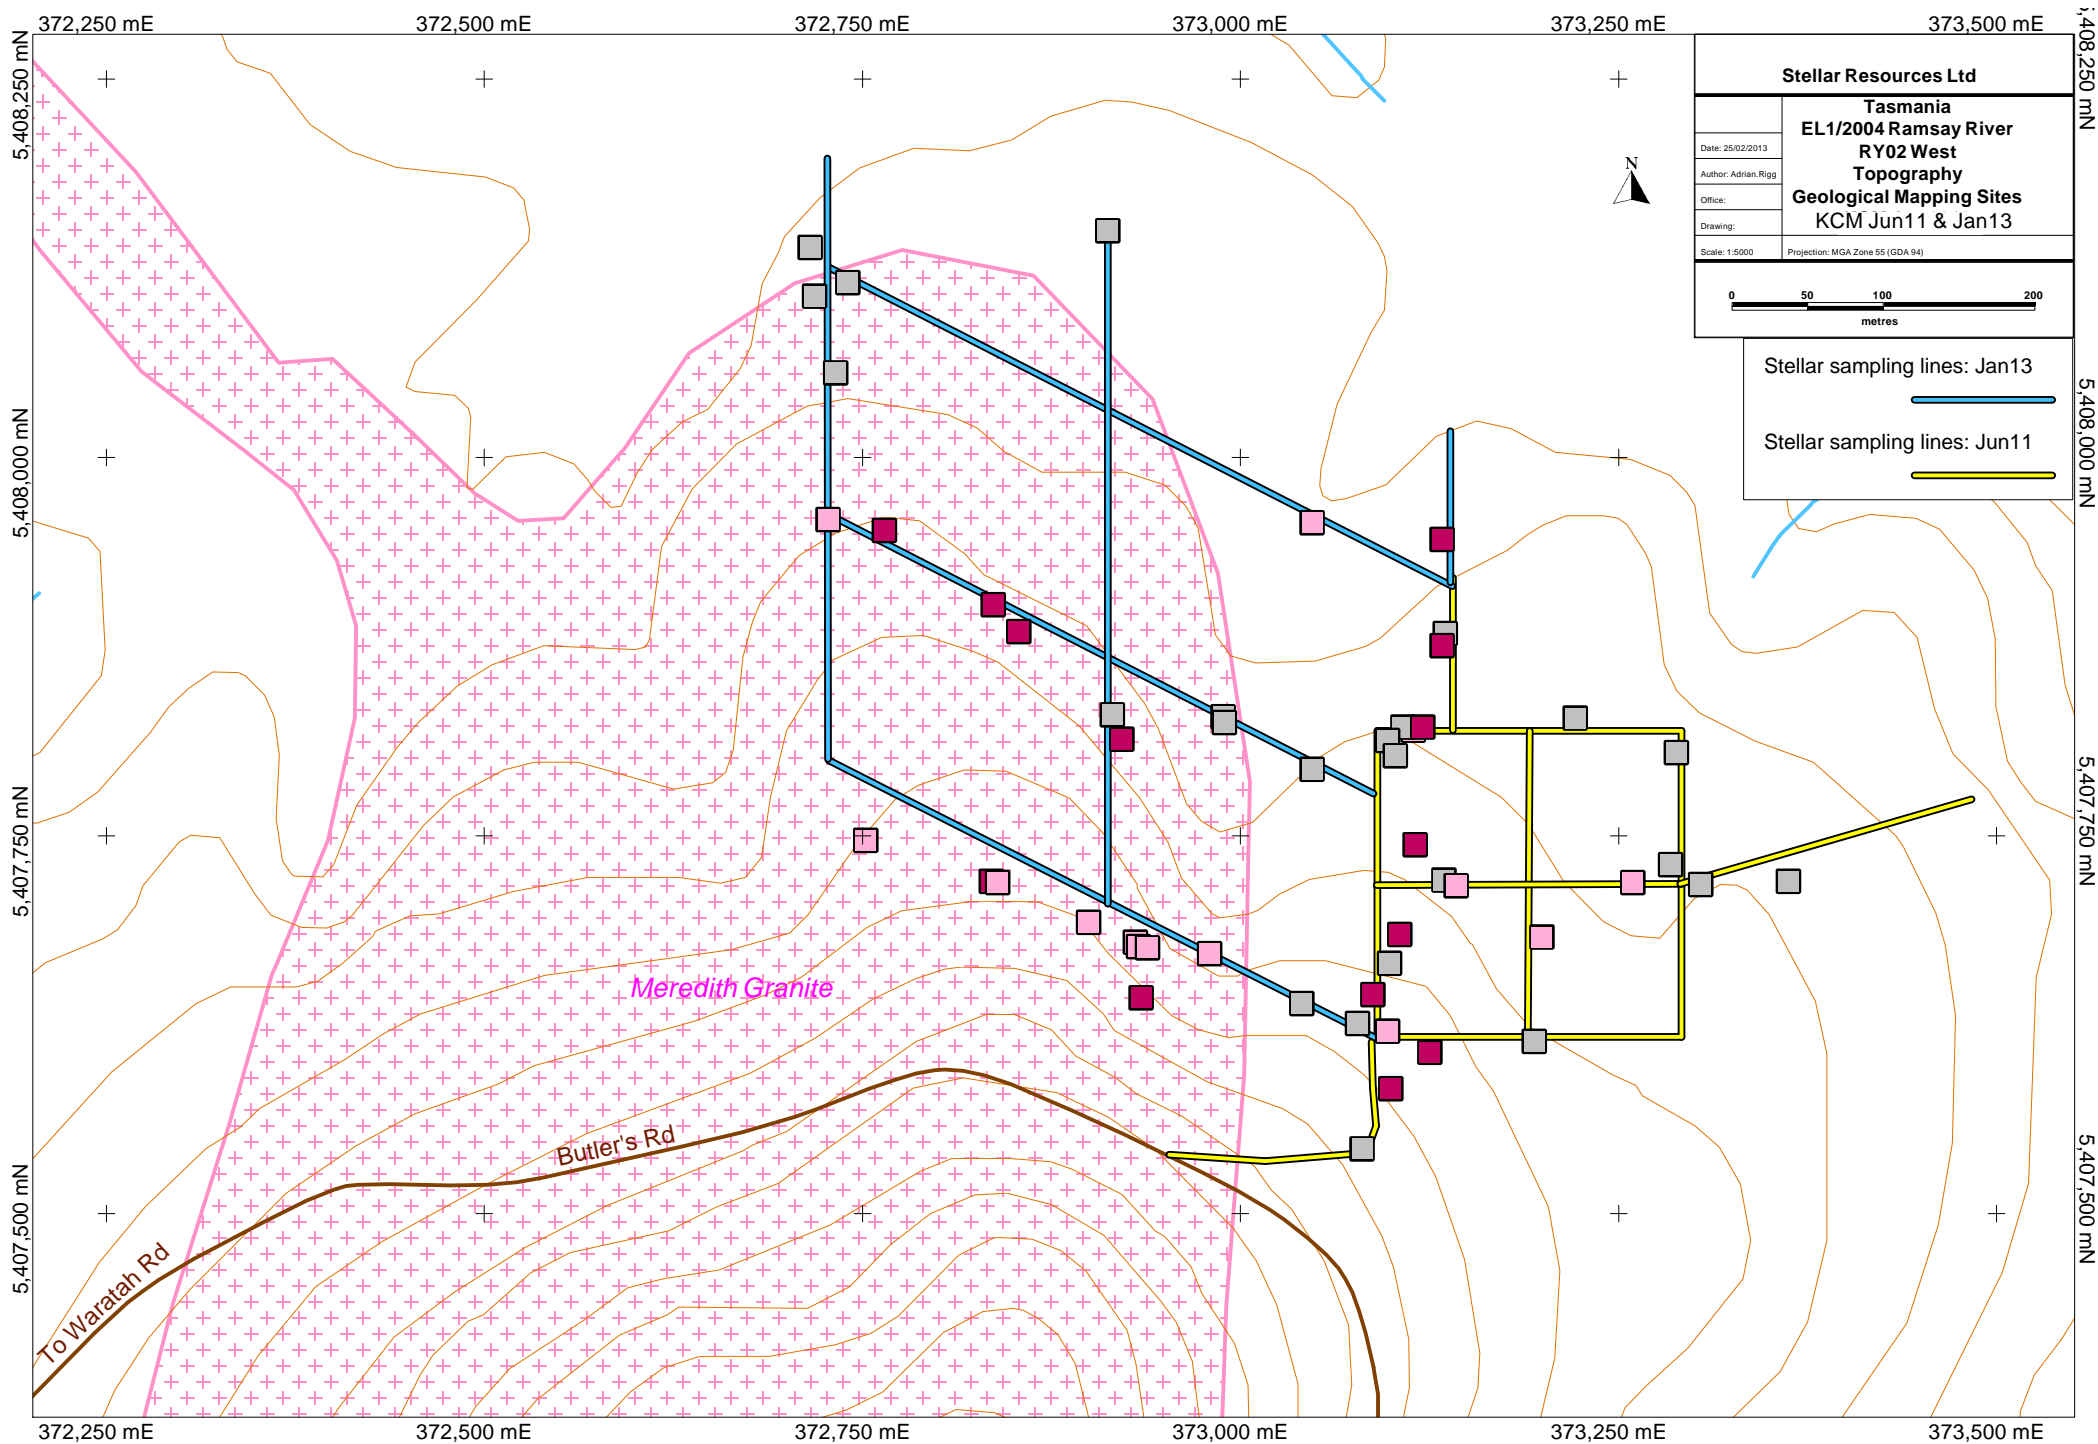 372,250 mE
372,500 mE
372,750 mE
373,000 mE
373,250 mE
373,500 mE
5,408,250 mN
5,408,250 mN
Stellar Resources Ltd
Tasmania
EL1/2004 Ramsay River
Date: 25/02/2013
RY02 West
Author: Adrian.Rigg
Topography
Office:
Geological Mapping Sites
Drawing:
KCM Jun11 & Jan13
Scale: 1:5000
Projection: MGA Zone 55 (GDA 94)
N
0
50
100
200
metres
Stellar sampling lines: Jan13
Stellar sampling lines: Jun11
5,408,000 mN
5,408,000 mN
5,407,750 mN
5,407,750 mN
Meredith Granite
Butler's Rd
To Waratah Rd
5,407,500 mN
5,407,500 mN
372,250 mE
372,500 mE
372,750 mE
373,000 mE
373,250 mE
373,500 mE